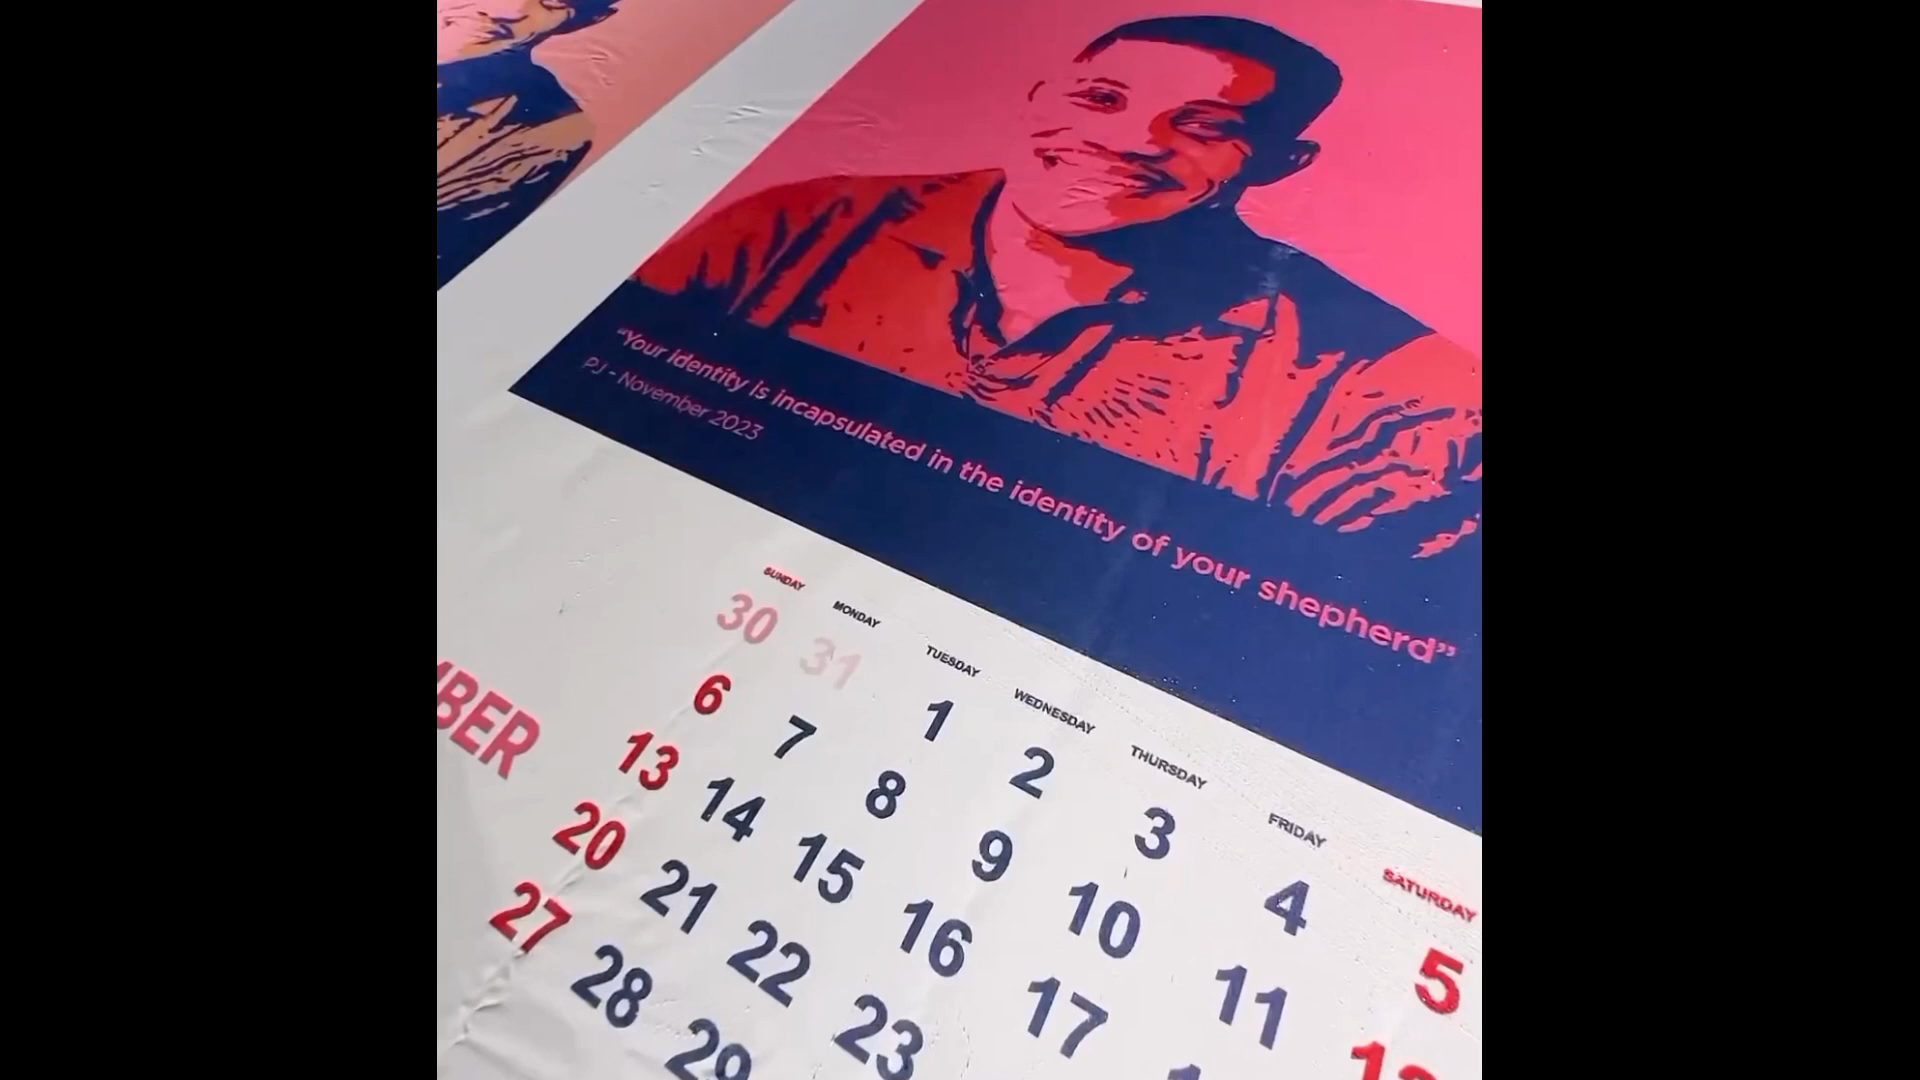 “Your identity is incapsulated in the identity of your shepherd”
PJ - November 2023
SUNDAY MONDAY TUESDAY WEDNESDAY THURSDAY FRIDAY SATURDAY
30 31 1 2 3 4 5
MBER
6 7 8 9 10 11
13 14 15 16 17
20 21 22 23
27 28 29